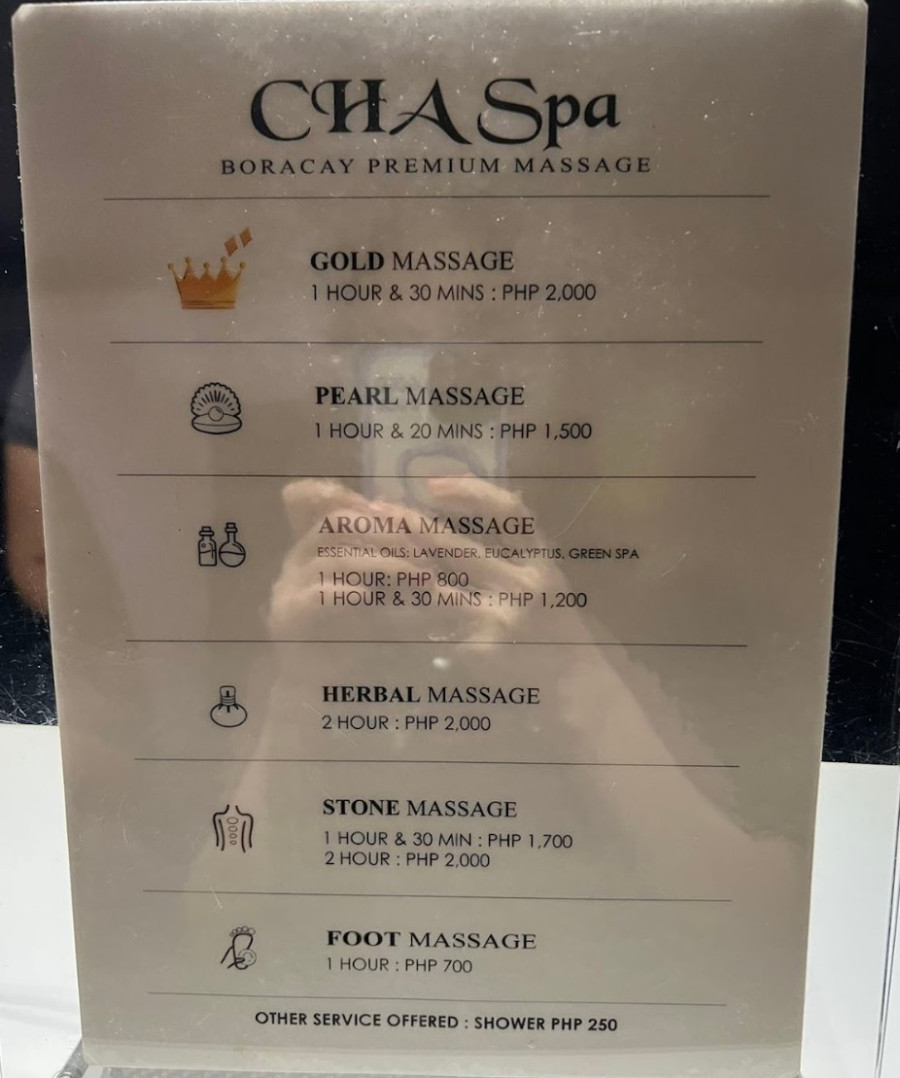 CHA Spa
BORACAY PREMIUM MASSAGE
GOLD MASSAGE
1 HOUR & 30 MINS : PHP 2,000
PEARL MASSAGE
1 HOUR & 20 MINS : PHP 1,500
AROMA MASSAGE
ESSENTIAL OILS: LAVENDER, EUCALYPTUS, GREEN SPA
1 HOUR: PHP 800
1 HOUR & 30 MINS : PHP 1,200
HERBAL MASSAGE
2 HOUR : PHP 2,000
STONE MASSAGE
1 HOUR & 30 MIN : PHP 1,700
2 HOUR : PHP 2,000
FOOT MASSAGE
1 HOUR : PHP 700
OTHER SERVICE OFFERED : SHOWER PHP 250